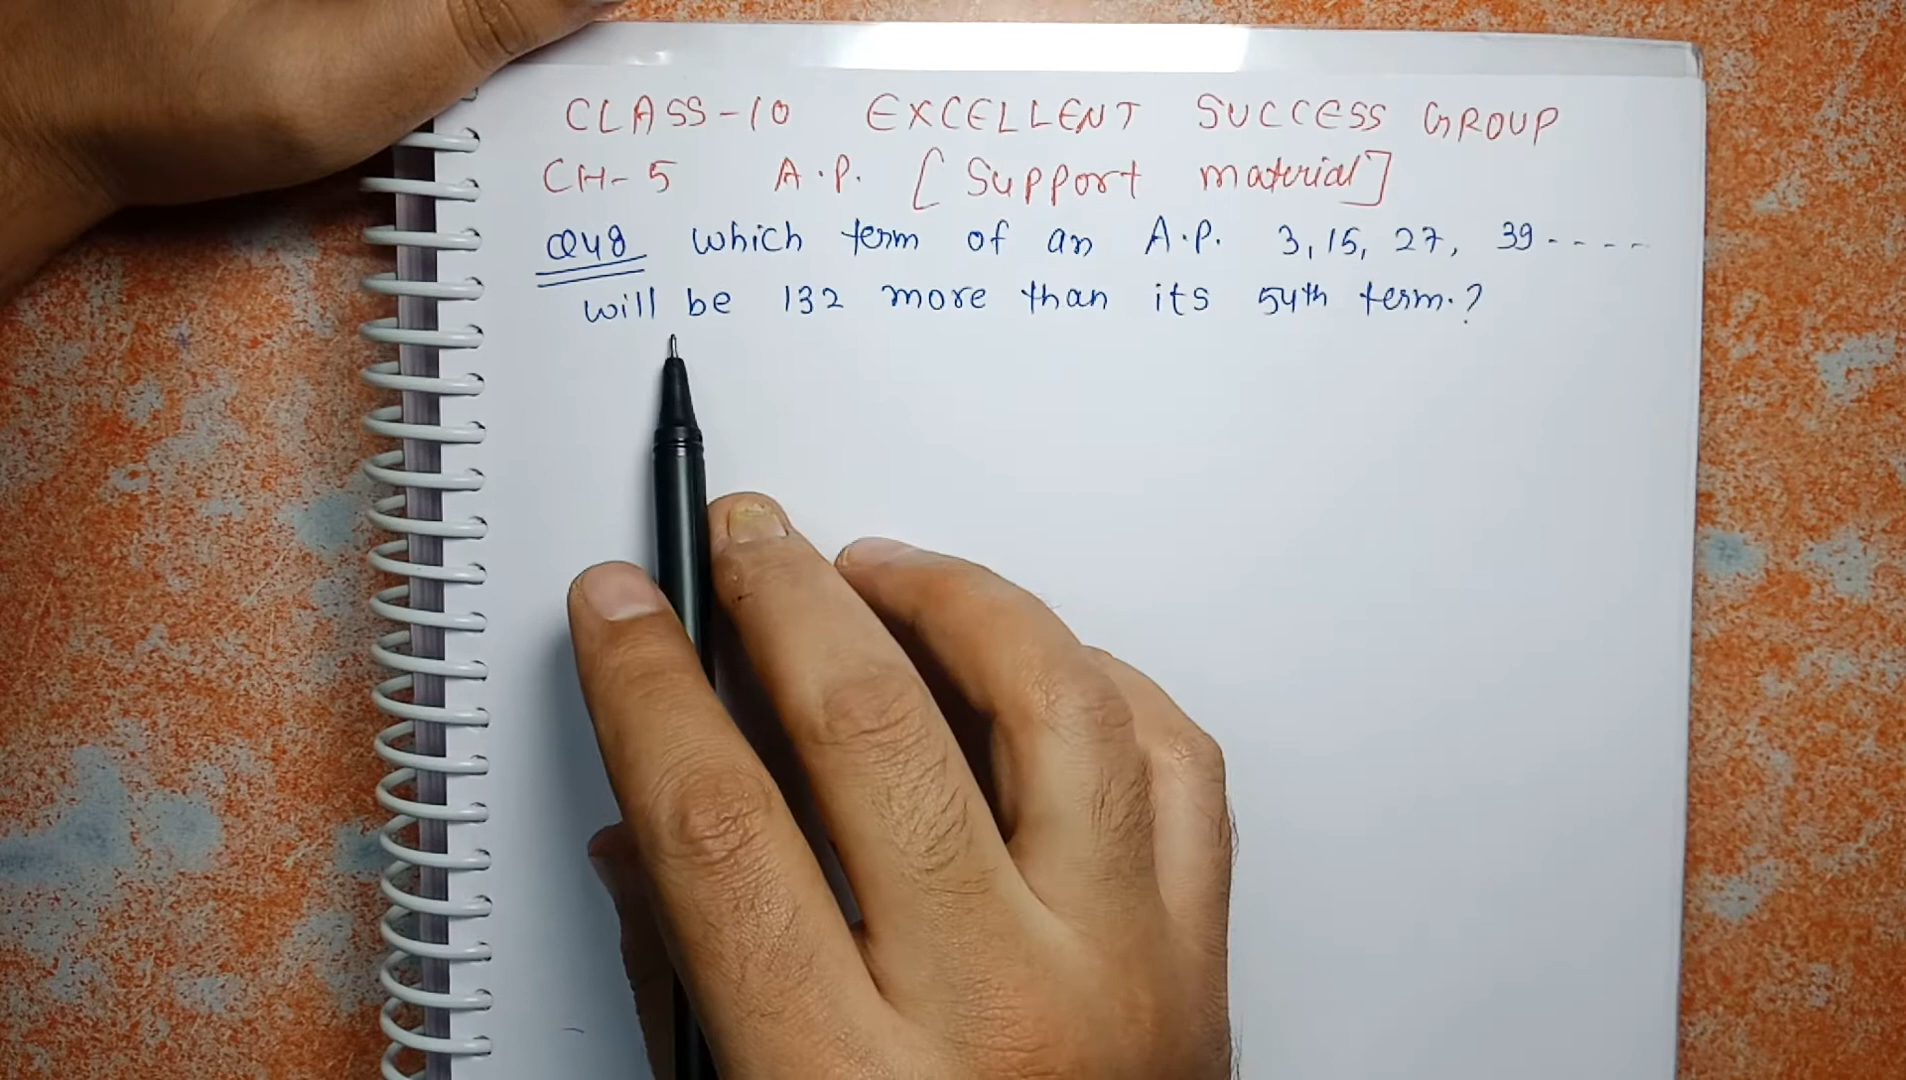 CLASS-10 EXCELLENT SUCCESS GROUP
CH-5 A.P. [Support material]
Q48 which term of an A.P. 3, 15, 27, 39-----
will be 132 more than its 54th term.?